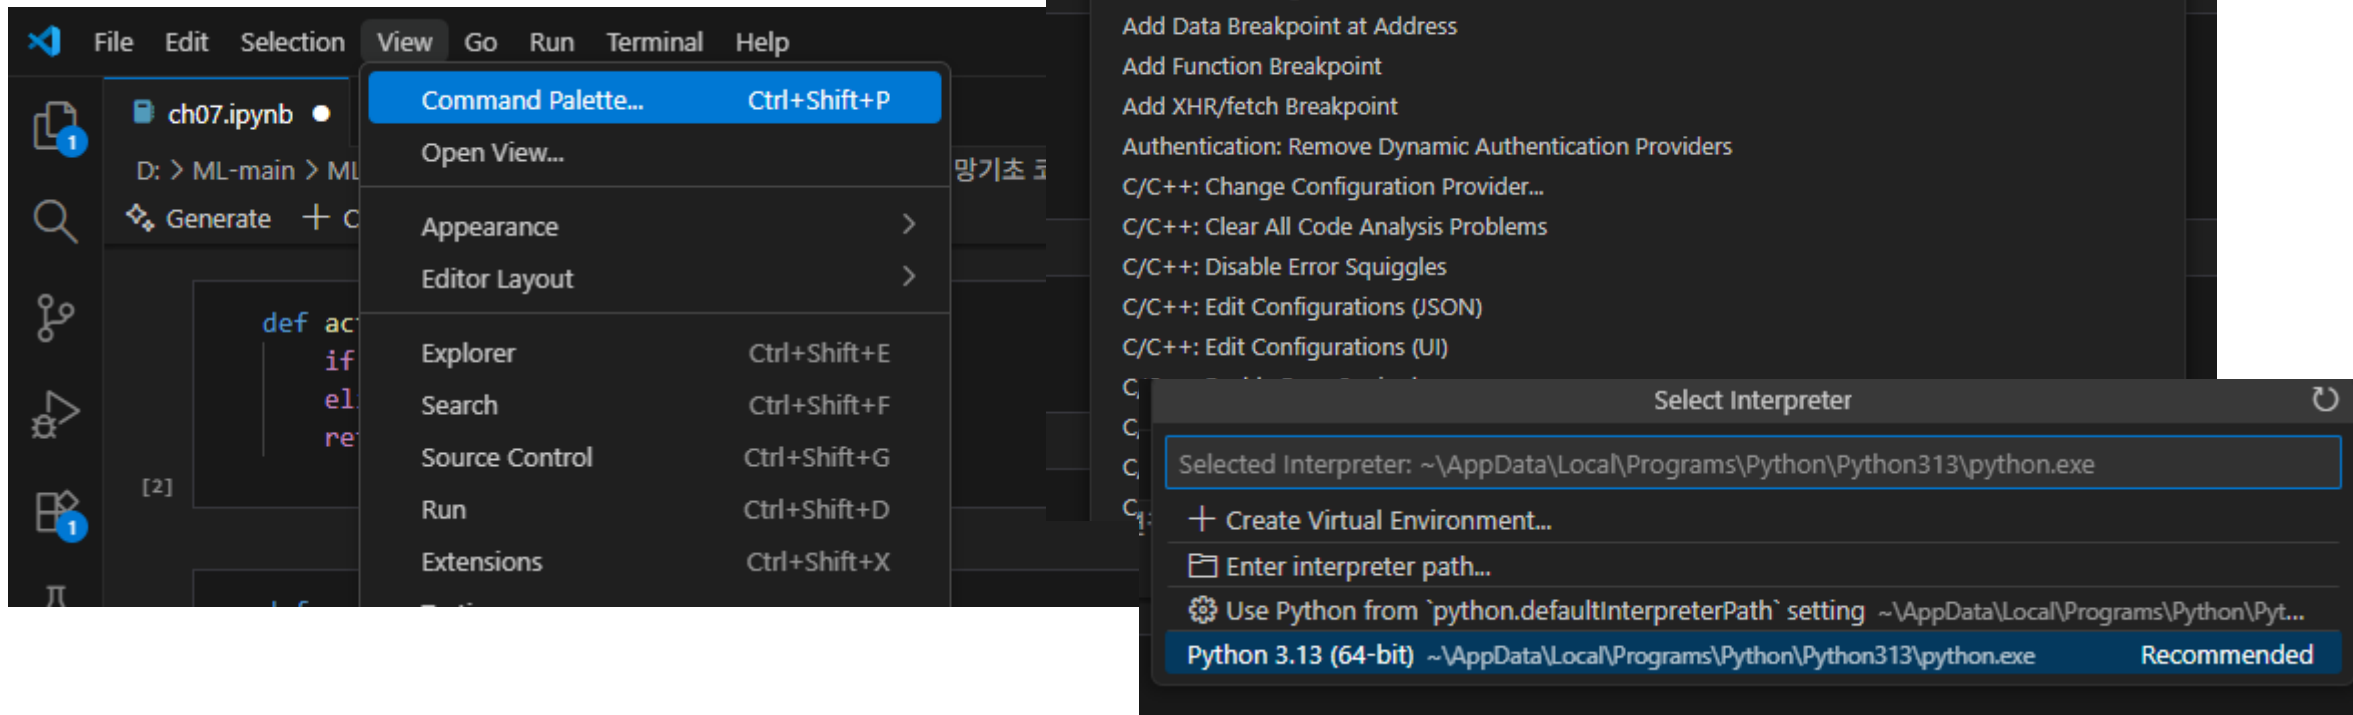 File Edit Selection View Go Run Terminal Help
ch07.ipynb
D: > ML-main > ML
망기초
Generate
[2]
def
if
Command Palette... Ctrl+Shift+P
Open View...
Appearance
Editor Layout
Explorer Ctrl+Shift+E
Search Ctrl+Shift+F
Source Control Ctrl+Shift+G
Run Ctrl+Shift+D
Extensions Ctrl+Shift+X
1
1
Add Data Breakpoint at Address
Add Function Breakpoint
Add XHR/fetch Breakpoint
Authentication: Remove Dynamic Authentication Providers
C/C++: Change Configuration Provider...
C/C++: Clear All Code Analysis Problems
C/C++: Disable Error Squiggles
C/C++: Edit Configurations (JSON)
C/C++: Edit Configurations (UI)
Select Interpreter
Selected Interpreter: ~\AppData\Local\Programs\Python\Python313\python.exe
+ Create Virtual Environment...
Enter interpreter path...
Use Python from `python.defaultInterpreterPath` setting ~\AppData\Local\Programs\Python\Pyt...
Python 3.13 (64-bit) ~\AppData\Local\Programs\Python\Python313\python.exe Recommended